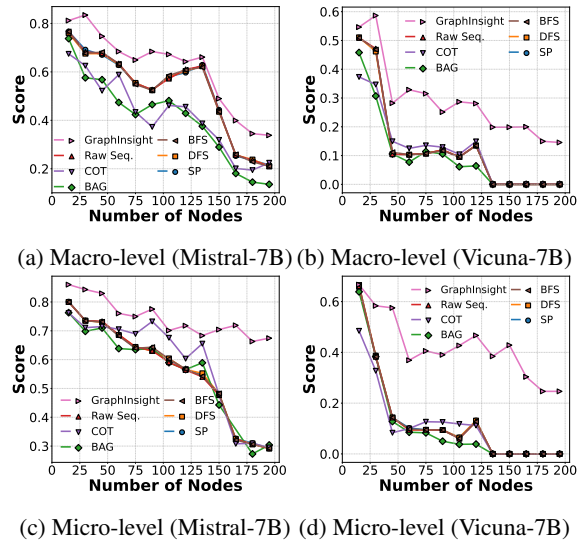 0.8
0.6
0.4
0.2
Score
GraphInsight
Raw Seq.
COT
BAG
BFS
DFS
SP
0 25 50 75 100 125 150 175 200
Number of Nodes
(a) Macro-level (Mistral-7B)
0.6
0.5
0.4
0.3
0.2
0.1
0.0
Score
GraphInsight
Raw Seq.
COT
BAG
BFS
DFS
SP
0 25 50 75 100 125 150 175 200
Number of Nodes
(b) Macro-level (Vicuna-7B)
0.8
0.7
0.6
0.5
0.4
0.3
Score
GraphInsight
Raw Seq.
COT
BAG
BFS
DFS
SP
0 25 50 75 100 125 150 175 200
Number of Nodes
(c) Micro-level (Mistral-7B)
0.6
0.4
0.2
0.0
Score
GraphInsight
Raw Seq.
COT
BAG
BFS
DFS
SP
0 25 50 75 100 125 150 175 200
Number of Nodes
(d) Micro-level (Vicuna-7B)